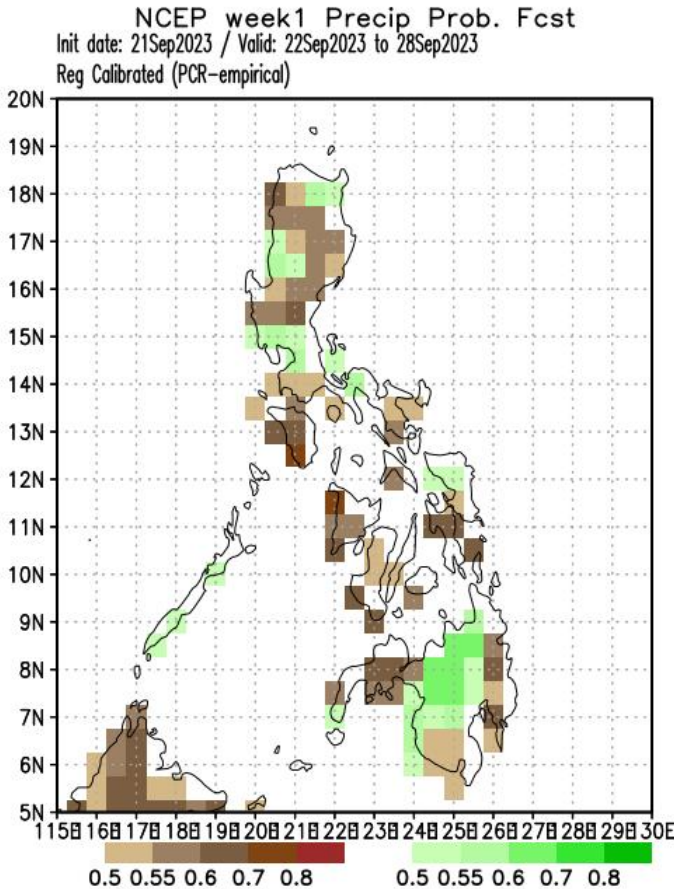 NCEP week1 Precip Prob. Fcst
Init date: 21Sep2023 / Valid: 22Sep2023 to 28Sep2023
Reg Calibrated (PCR-empirical)
20N
19N
18N
17N
16N
15N
14N
13N
12N
11N
10N
9N
8N
7N
6N
5N
115E 116E 117E 118E 119E 120E 121E 122E 123E 124E 125E 126E 127E 128E 129E 130E
0.5 0.55 0.6 0.7 0.8 0.5 0.55 0.6 0.7 0.8